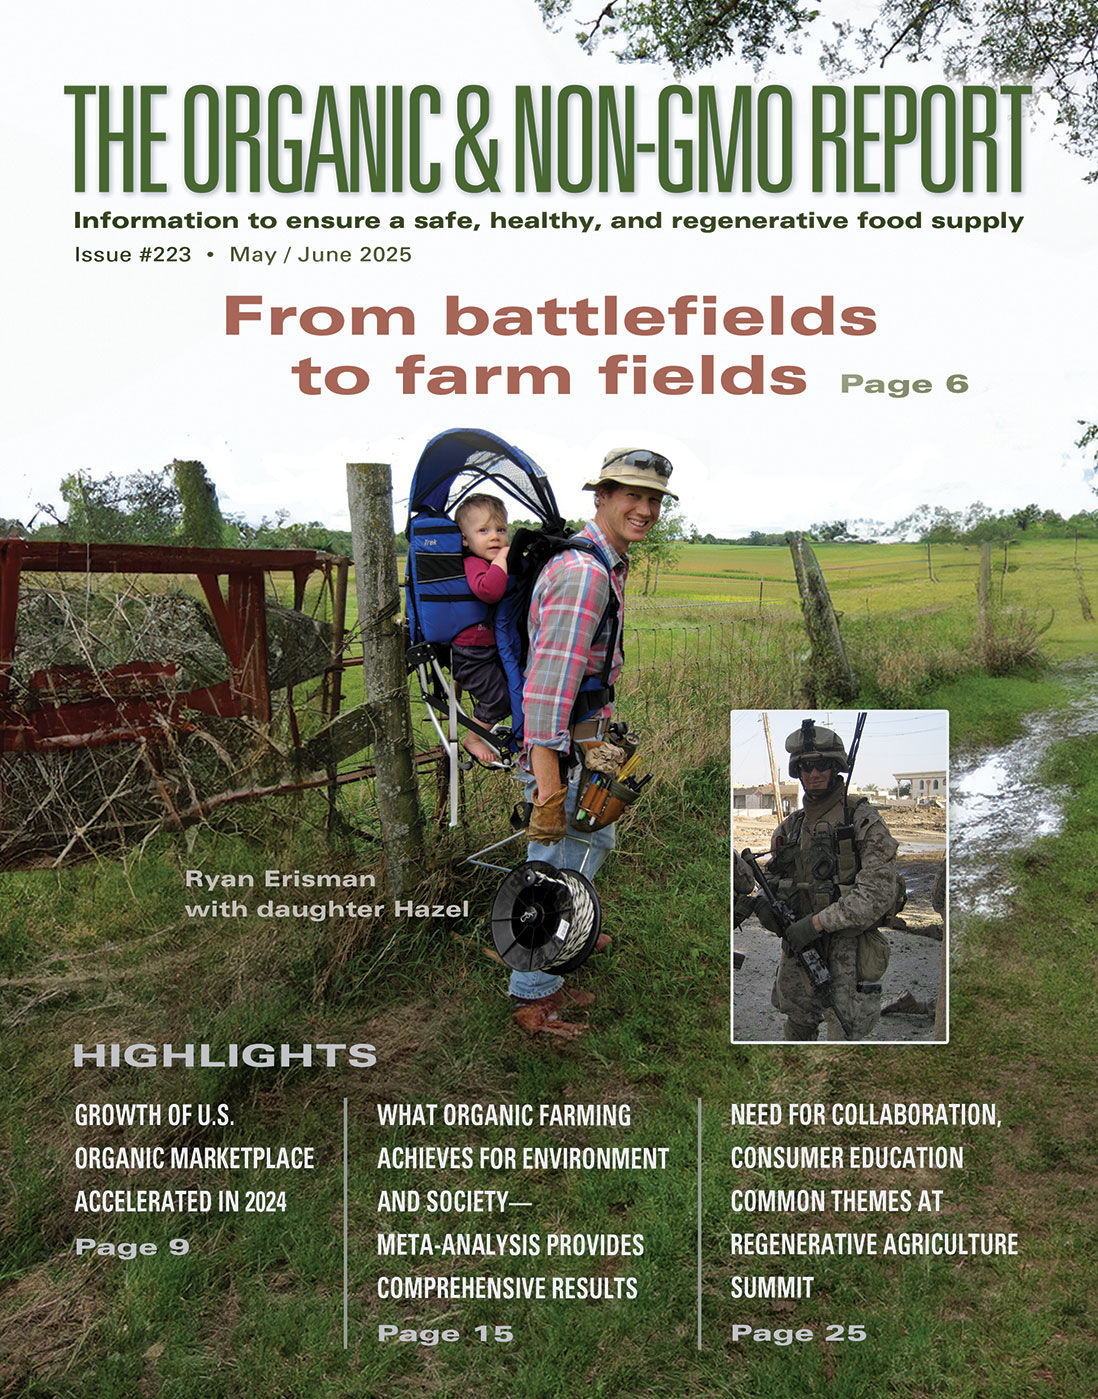 THE ORGANIC & NON-GMO REPORT
Information to ensure a safe, healthy, and regenerative food supply
Issue #223 • May / June 2025
From battlefields
to farm fields Page 6
Trek
Ryan Erisman
with daughter Hazel
HIGHLIGHTS
GROWTH OF U.S.
ORGANIC MARKETPLACE
ACCELERATED IN 2024
Page 9
WHAT ORGANIC FARMING
ACHIEVES FOR ENVIRONMENT
AND SOCIETY—
META-ANALYSIS PROVIDES
COMPREHENSIVE RESULTS
Page 15
NEED FOR COLLABORATION,
CONSUMER EDUCATION
COMMON THEMES AT
REGENERATIVE AGRICULTURE
SUMMIT
Page 25